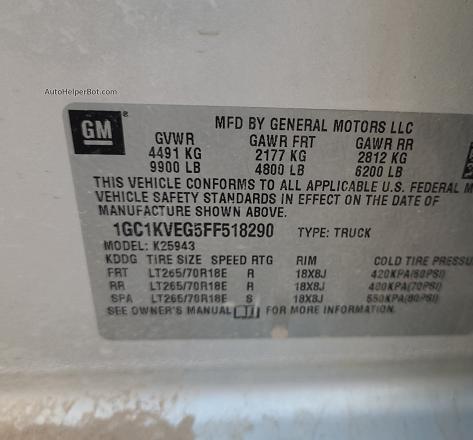 AutoHelperBot.com
GM®
MFD BY GENERAL MOTORS LLC
GVWR GAWR FRT GAWR RR
4491 KG 2177 KG 2812 KG
9900 LB 4800 LB 6200 LB
THIS VEHICLE CONFORMS TO ALL APPLICABLE U.S. FEDERAL M
VEHICLE SAFETY STANDARDS IN EFFECT ON THE DATE OF
MANUFACTURE SHOWN ABOVE.
1GC1KVEG5FF518290 TYPE: TRUCK
MODEL: K25943
KDDG TIRE SIZE SPEED RTG RIM COLD TIRE PRESSU
FRT LT265/70R18E R 18X8J 420KPA(60PSI)
RR LT265/70R18E R 18X8J 480KPA(70PSI)
SPA LT265/70R18E S 18X8J 550KPA(80PSI)
SEE OWNER'S MANUAL FOR MORE INFORMATION.